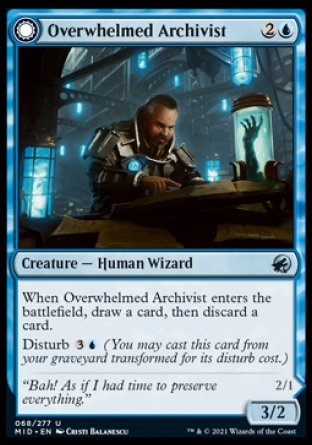 Overwhelmed Archivist 2
Creature — Human Wizard
When Overwhelmed Archivist enters the
battlefield, draw a card, then discard a
card.
Disturb 3 (You may cast this card from
your graveyard transformed for its disturb cost.)
"Bah! As if I had time to preserve
everything." 2/1
3/2
068/277 U
MID • EN Cristi Balanescu ™ & © 2021 Wizards of the Coast